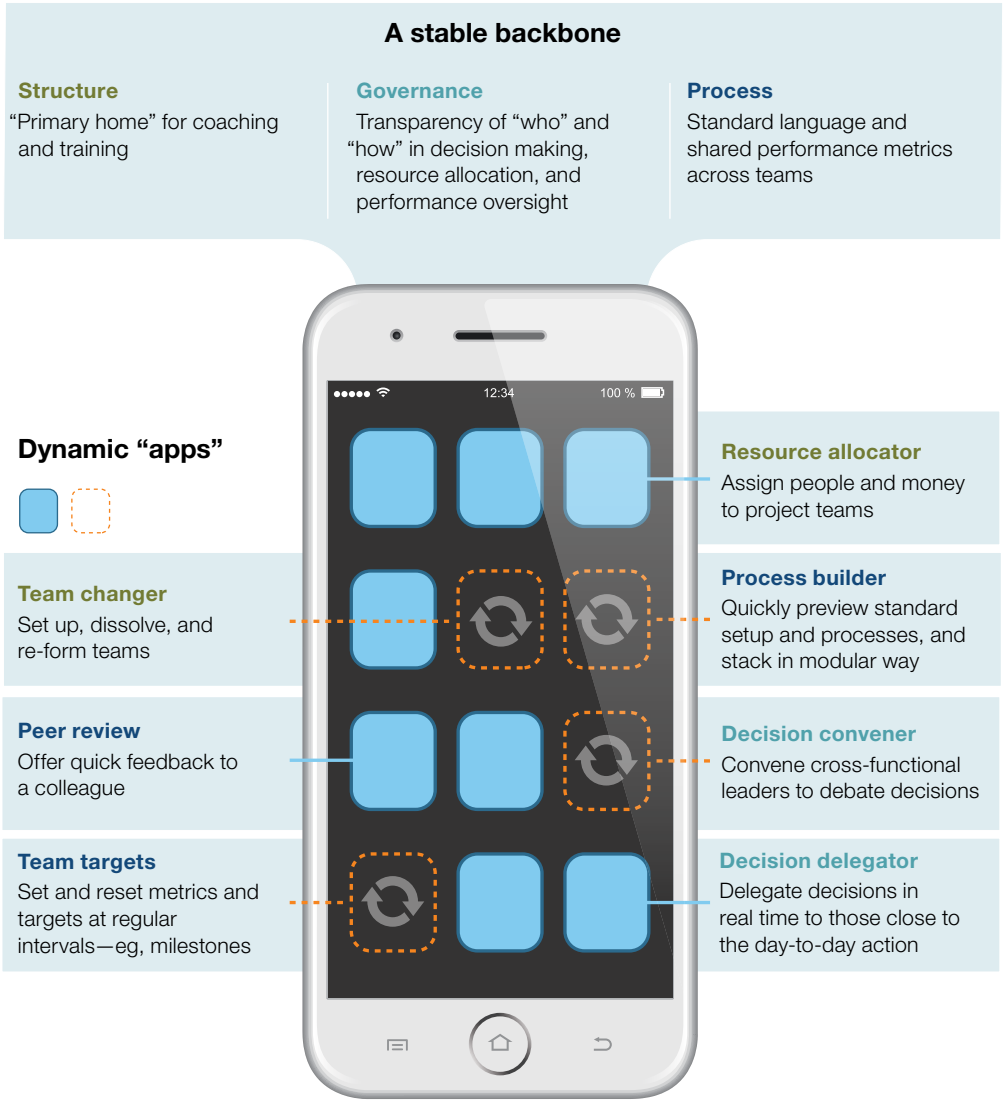 A stable backbone
Structure
“Primary home” for coaching
and training
Governance
Transparency of “who” and
“how” in decision making,
resource allocation, and
performance oversight
Process
Standard language and
shared performance metrics
across teams
12:34
100 %
Dynamic “apps”
Team changer
Set up, dissolve, and
re-form teams
Peer review
Offer quick feedback to
a colleague
Team targets
Set and reset metrics and
targets at regular
intervals—eg, milestones
Resource allocator
Assign people and money
to project teams
Process builder
Quickly preview standard
setup and processes, and
stack in modular way
Decision convener
Convene cross-functional
leaders to debate decisions
Decision delegator
Delegate decisions in
real time to those close to
the day-to-day action